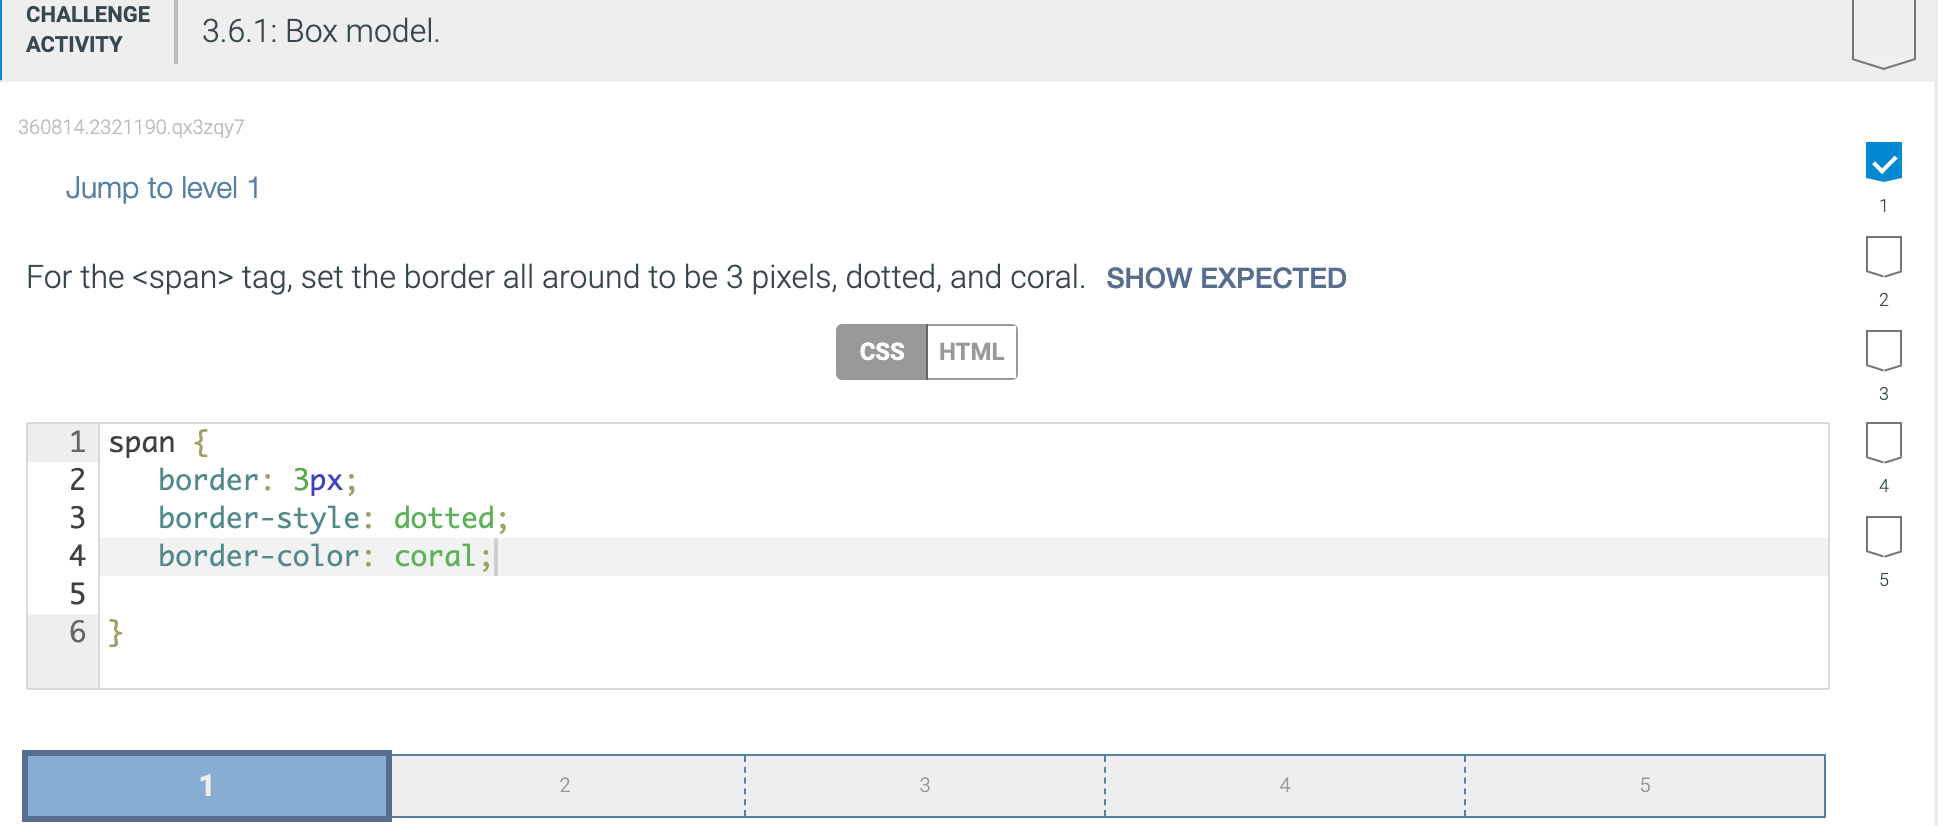 CHALLENGE
ACTIVITY
3.6.1: Box model.
360814.2321190.qx3zqy7
Jump to level 1
1
2
3
4
5
For the <span> tag, set the border all around to be 3 pixels, dotted, and coral. SHOW EXPECTED
CSS HTML
1 span {
2 border: 3px;
3 border-style: dotted;
4 border-color: coral;
5
6 }
1 2 3 4 5